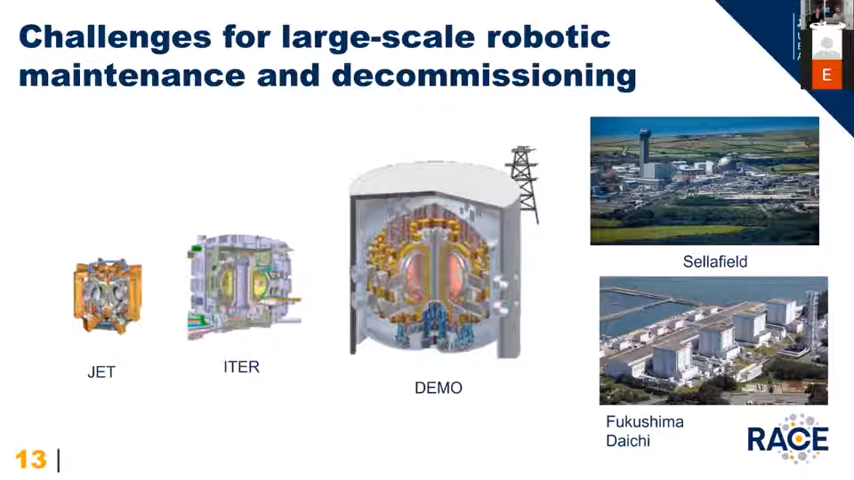 Challenges for large-scale robotic
maintenance and decommissioning
E
Sellafield
JET
ITER
DEMO
Fukushima
Daichi
RACE
13 |